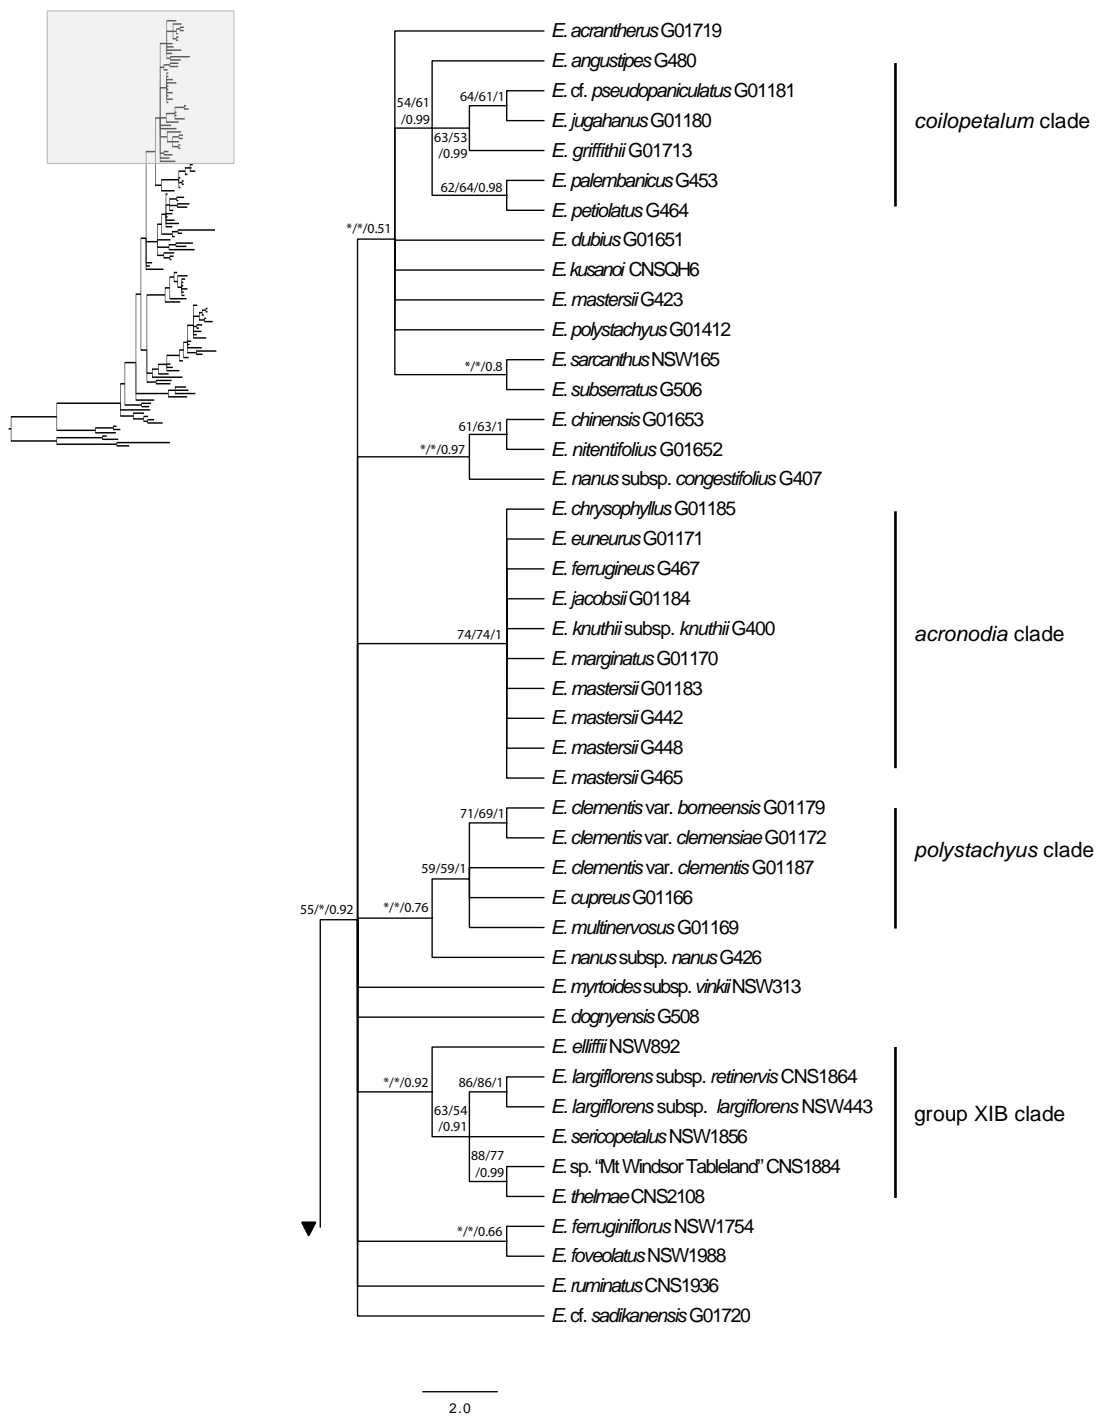 E. acrantherus G01719
E. angustipes G480
54/61
/0.99
64/61/1
E. cf. pseudopaniculatus G01181
coilopetalum clade
E. jugahanus G01180
63/53
/0.99
E. griffithii G01713
E. palembanicus G453
62/64/0.98
E. petiolatus G464
*/*/0.51
E. dubius G01651
E. kusanoi CNSQH6
E. mastersii G423
E. polystachyus G01412
E. sarcanthus NSW165
*/*/0.8
E. subserratus G506
E. chinensis G01653
61/63/1
E. nitentifolius G01652
*/*/0.97
E. nanus subsp. congestifolius G407
E. chrysophyllus G01185
E. euneurus G01171
E. ferrugineus G467
E. jacobsii G01184
E. knuthii subsp. knuthii G400
74/74/1
acronodia clade
E. marginatus G01170
E. mastersii G01183
E. mastersii G442
E. mastersii G448
E. mastersii G465
E. clementis var. borneensis G01179
71/69/1
E. clementis var. clemensiae G01172
polystachyus clade
E. clementis var. clementis G01187
59/59/1
E. cupreus G01166
55/*/0.92
*/*/0.76
E. multinervosus G01169
E. nanus subsp. nanus G426
E. myrtoides subsp. vinkii NSW313
E. dognyensis G508
E. elliffii NSW892
E. largiflorens subsp. retinervis CNS1864
*/*/0.92
86/86/1
E. largiflorens subsp. largiflorens NSW443
group XIB clade
63/54
/0.91
E. sericopetalus NSW1856
88/77
/0.99
E. sp. “Mt Windsor Tableland” CNS1884
E. thelmae CNS2108
E. ferruginiflorus NSW1754
*/*/0.66
E. foveolatus NSW1988
E. ruminatus CNS1936
E. cf. sadikanensis G01720
2.0